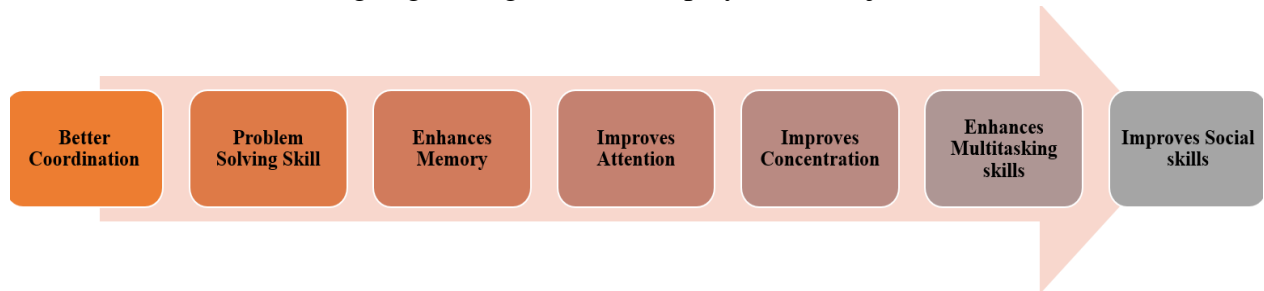 Better
Coordination
Problem
Solving Skill
Enhances
Memory
Improves
Attention
Improves
Concentration
Enhances
Multitasking
skills
Improves Social
skills